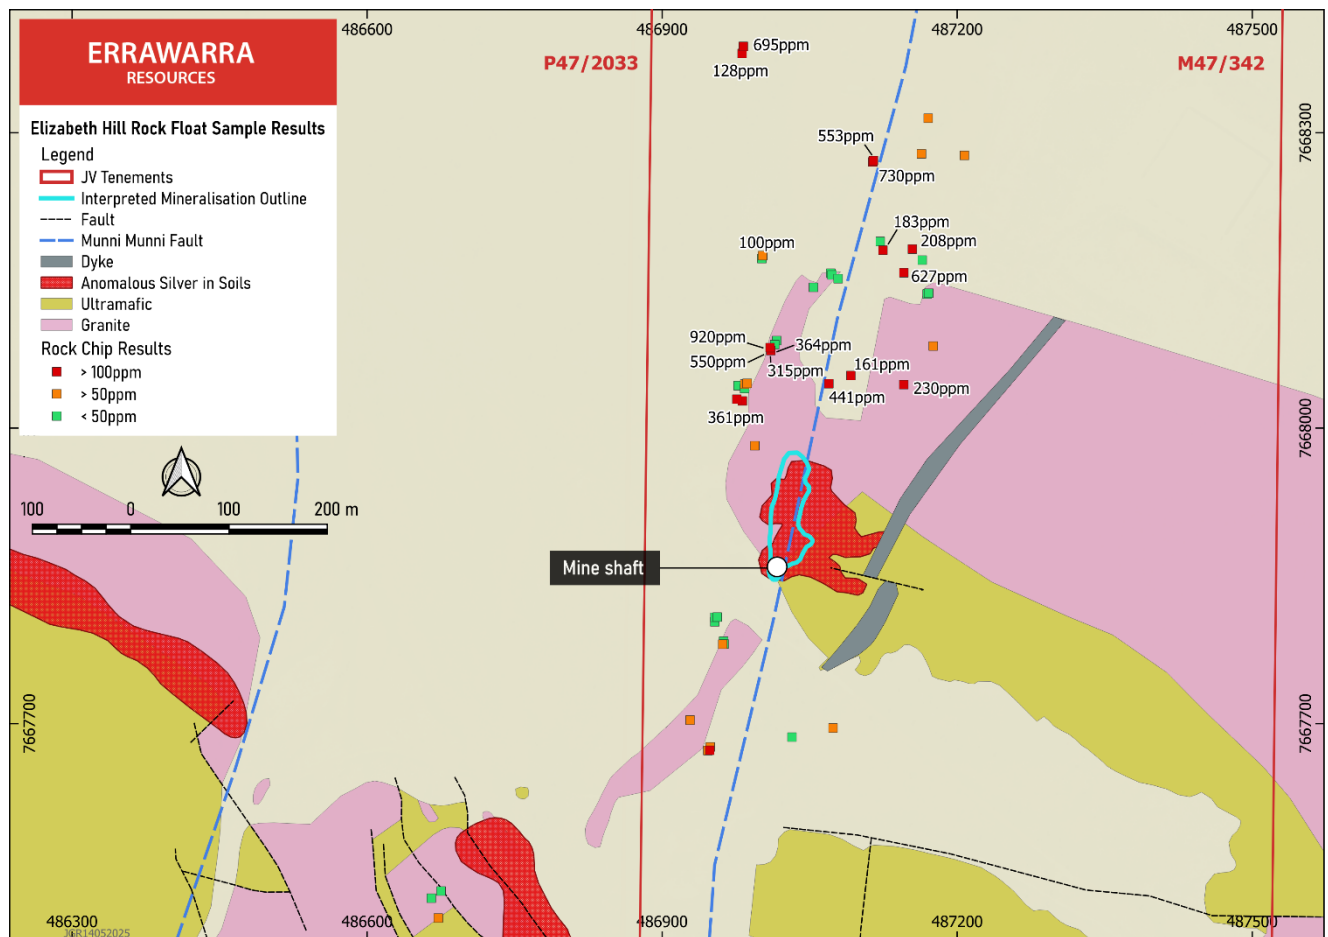 486600
486900
487200
487500
ERRAWARRA
RESOURCES
P47/2033
M47/342
695ppm
128ppm
Elizabeth Hill Rock Float Sample Results
Legend
JV Tenements
Interpreted Mineralisation Outline
Fault
Munni Munni Fault
Dyke
Anomalous Silver in Soils
Ultramafic
Granite
Rock Chip Results
> 100ppm
> 50ppm
< 50ppm
7668300
553ppm
730ppm
183ppm
208ppm
100ppm
627ppm
920ppm
364ppm
550ppm
315ppm
161ppm
441ppm
230ppm
361ppm
7668000
100 0 100 200 m
Mine shaft
7667700
7667700
486300
486600
486900
487200
487500
JGR14052025